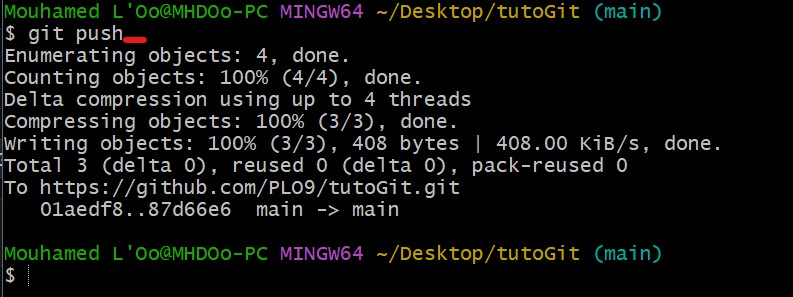 Mouhamed L'Oo@MHDOo-PC MINGW64 ~/Desktop/tutoGit (main)
$ git push
Enumerating objects: 4, done.
Counting objects: 100% (4/4), done.
Delta compression using up to 4 threads
Compressing objects: 100% (3/3), done.
Writing objects: 100% (3/3), 408 bytes | 408.00 KiB/s, done.
Total 3 (delta 0), reused 0 (delta 0), pack-reused 0
To https://github.com/PLO9/tutoGit.git
   01aedf8..87d66e6  main -> main
Mouhamed L'Oo@MHDOo-PC MINGW64 ~/Desktop/tutoGit (main)
$